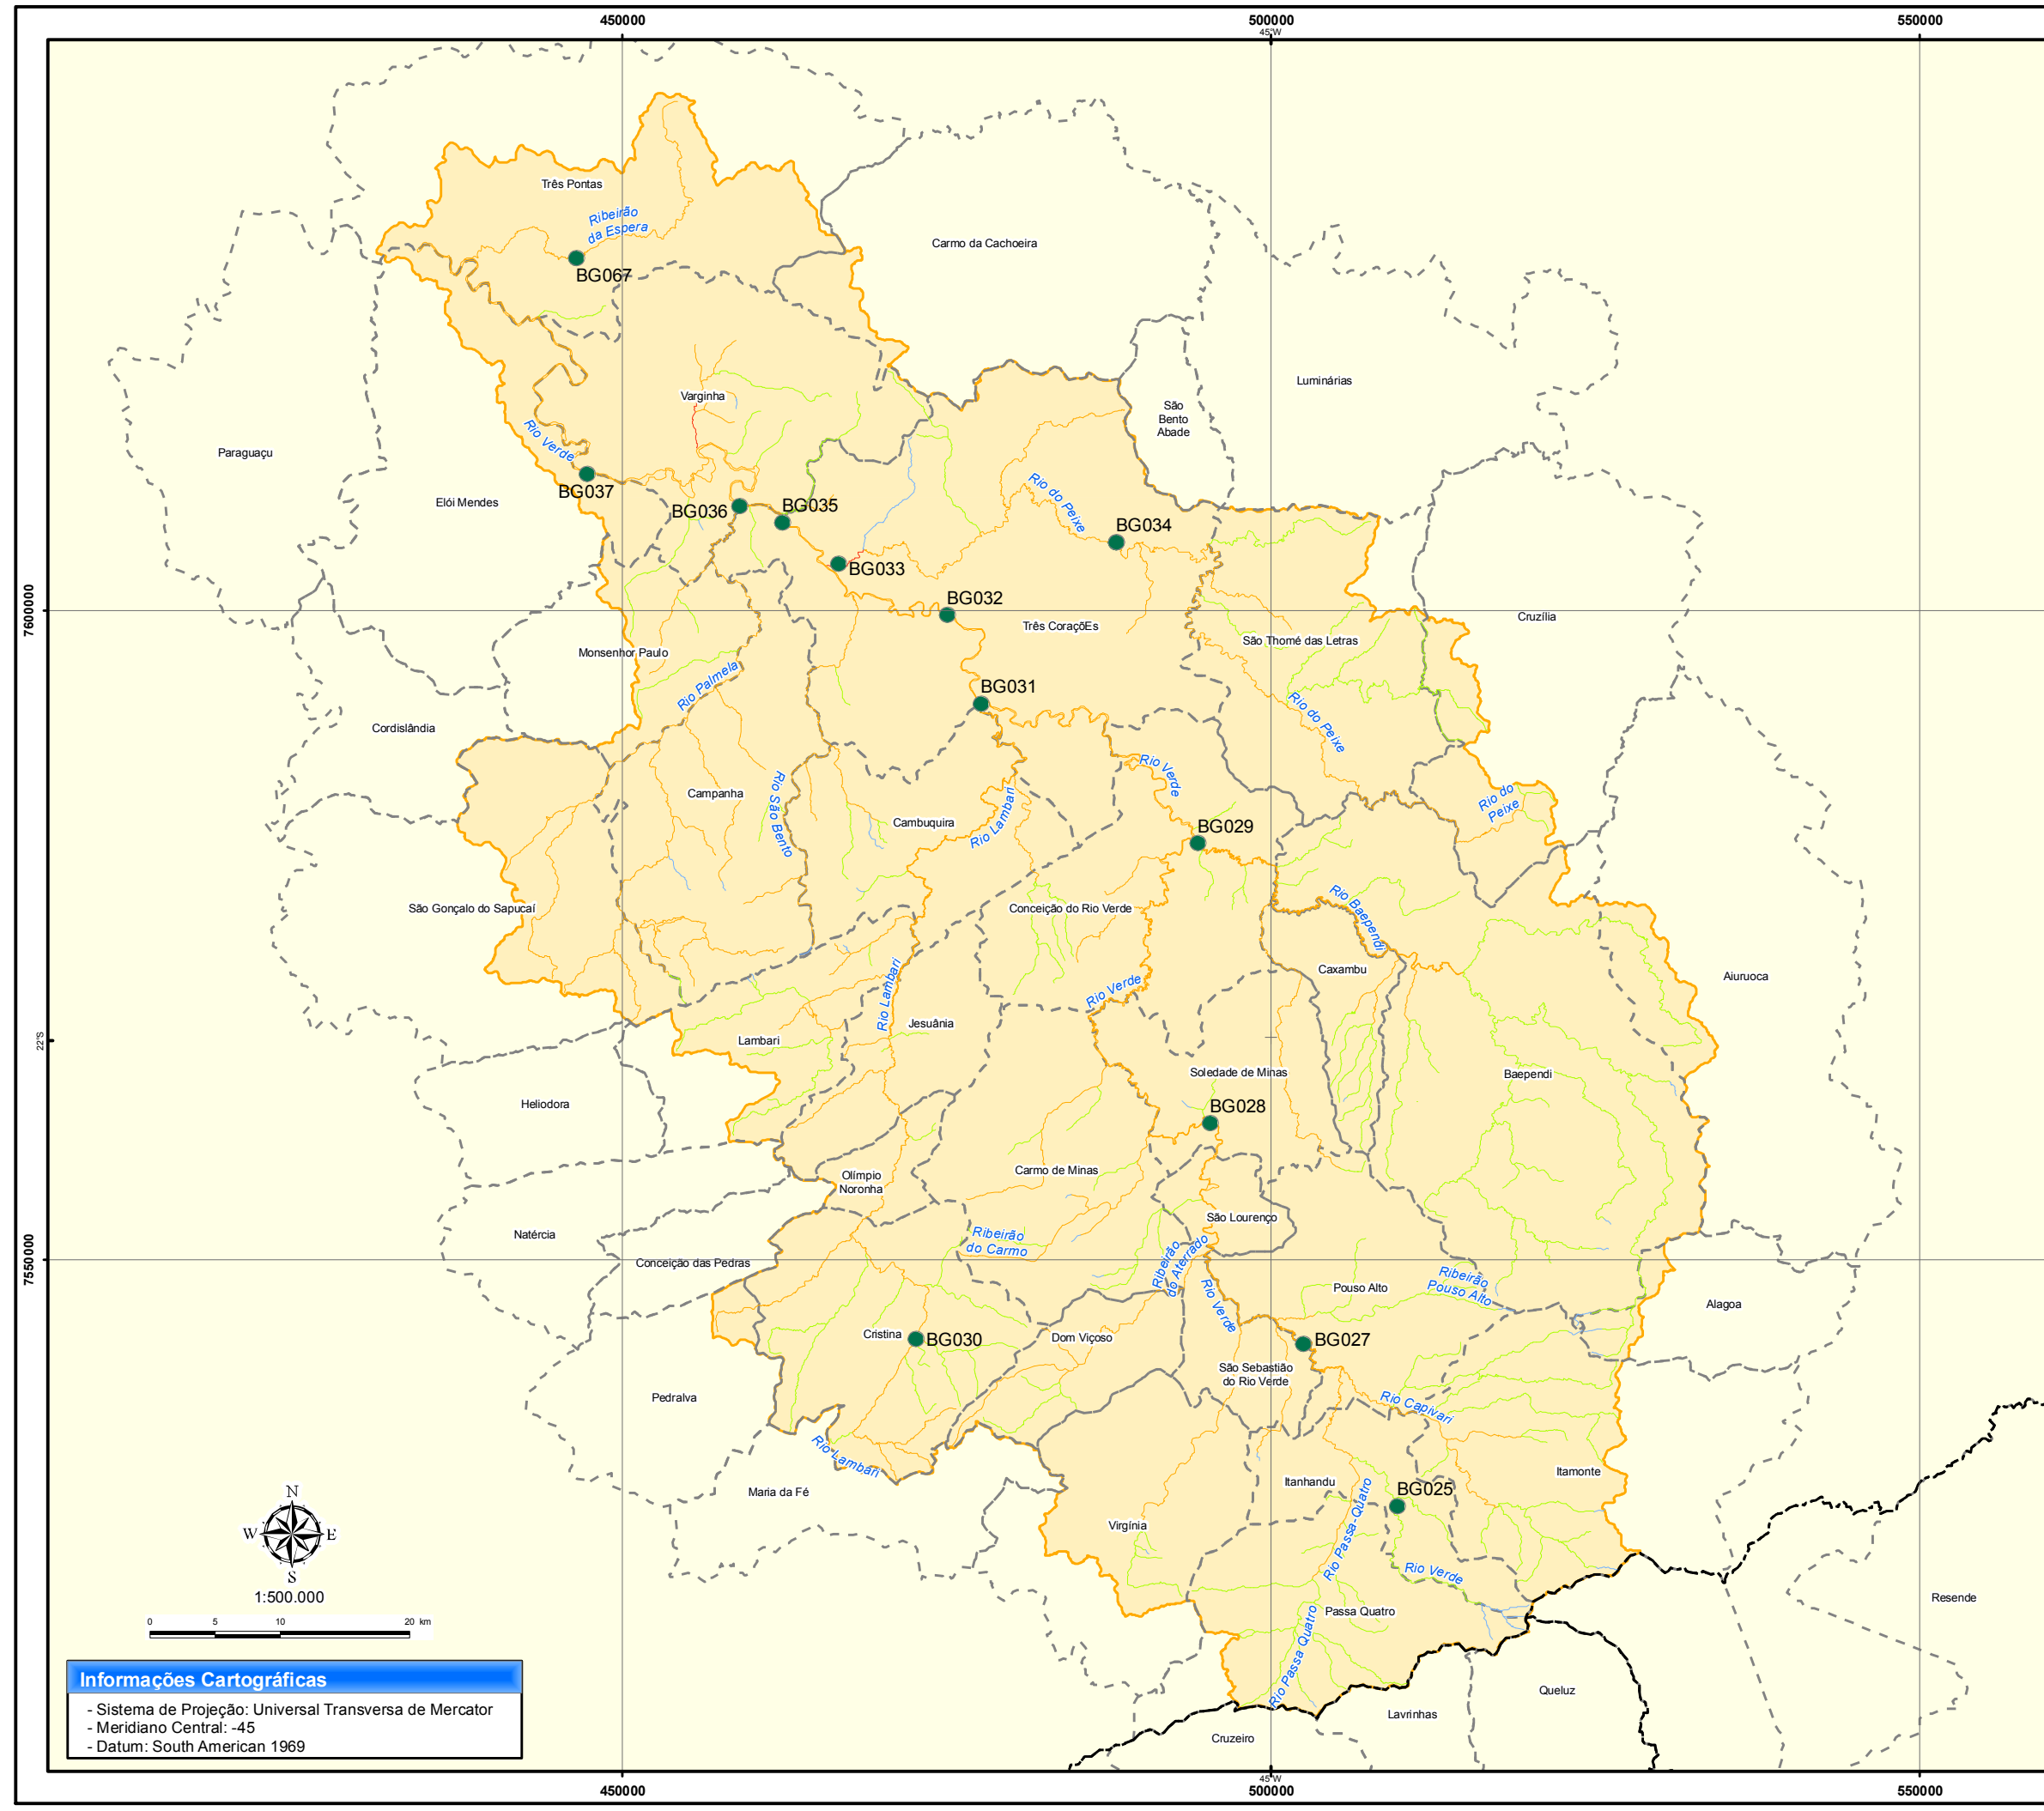 450000
500000
550000
45°W
Três Pontas
Ribeirão
da Espera
BG067
Carmo da Cachoeira
Luminárias
Varginha
São
Bento
Abade
Paraguaçu
Rio Verde
BG037
Elói Mendes
BG036
BG035
Rio do Peixe
BG034
BG033
BG032
7600000
Três CoraçõEs
Cruzília
São Thomé das Letras
Monsenhor Paulo
Rio Palmela
BG031
Rio do Peixe
Cordislândia
Rio Verde
Campanha
Rio São Bento
Cambuquira
Rio Lambari
Rio do
Peixe
BG029
São Gonçalo do Sapucaí
Conceição do Rio Verde
Rio Baependi
Caxambu
Aiuruoca
Rio Lambari
Rio Verde
Jesuânia
22°S
Lambari
Soledade de Minas
Baependi
Heliodora
BG028
Olímpio
Noronha
Carmo de Minas
Natércia
São Lourenço
Ribeirão
do Carmo
Ribeirão
do Aterrado
7550000
Conceição das Pedras
Rio Verde
Pouso Alto
Ribeirão
Pouso Alto
Alagoa
Cristina
BG030
Dom Viçoso
BG027
São Sebastião
do Rio Verde
Pedralva
Rio Capivari
Rio Lambari
Itamonte
Maria da Fé
Itanhandu
BG025
Virgínia
Rio Passa-Quatro
Rio Verde
Passa Quatro
Resende
Rio Passa Quatro
Queluz
Lavrinhas
Cruzeiro
N
W
E
S
1:500.000
0 5 10 20 km
Informações Cartográficas
- Sistema de Projeção: Universal Transversa de Mercator
- Meridiano Central: -45
- Datum: South American 1969
45°W
450000
500000
550000